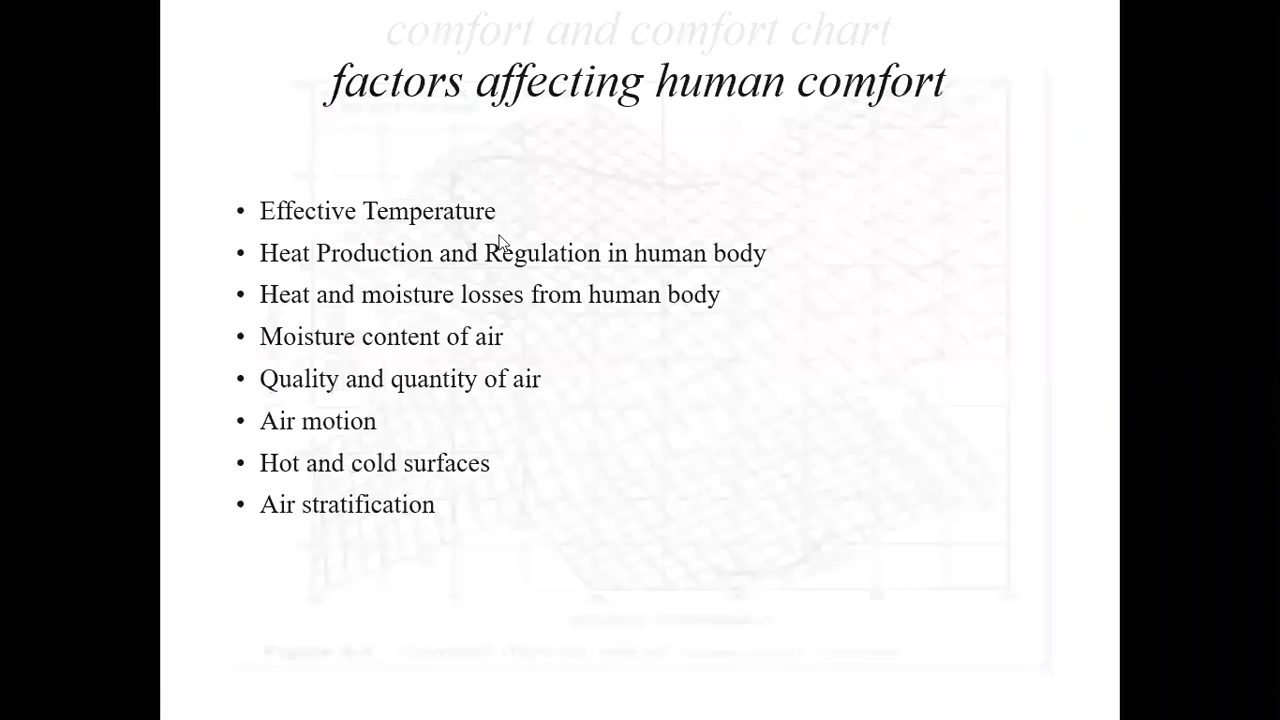 comfort and comfort chart
factors affecting human comfort
• Effective Temperature
• Heat Production and Regulation in human body
• Heat and moisture losses from human body
• Moisture content of air
• Quality and quantity of air
• Air motion
• Hot and cold surfaces
• Air stratification